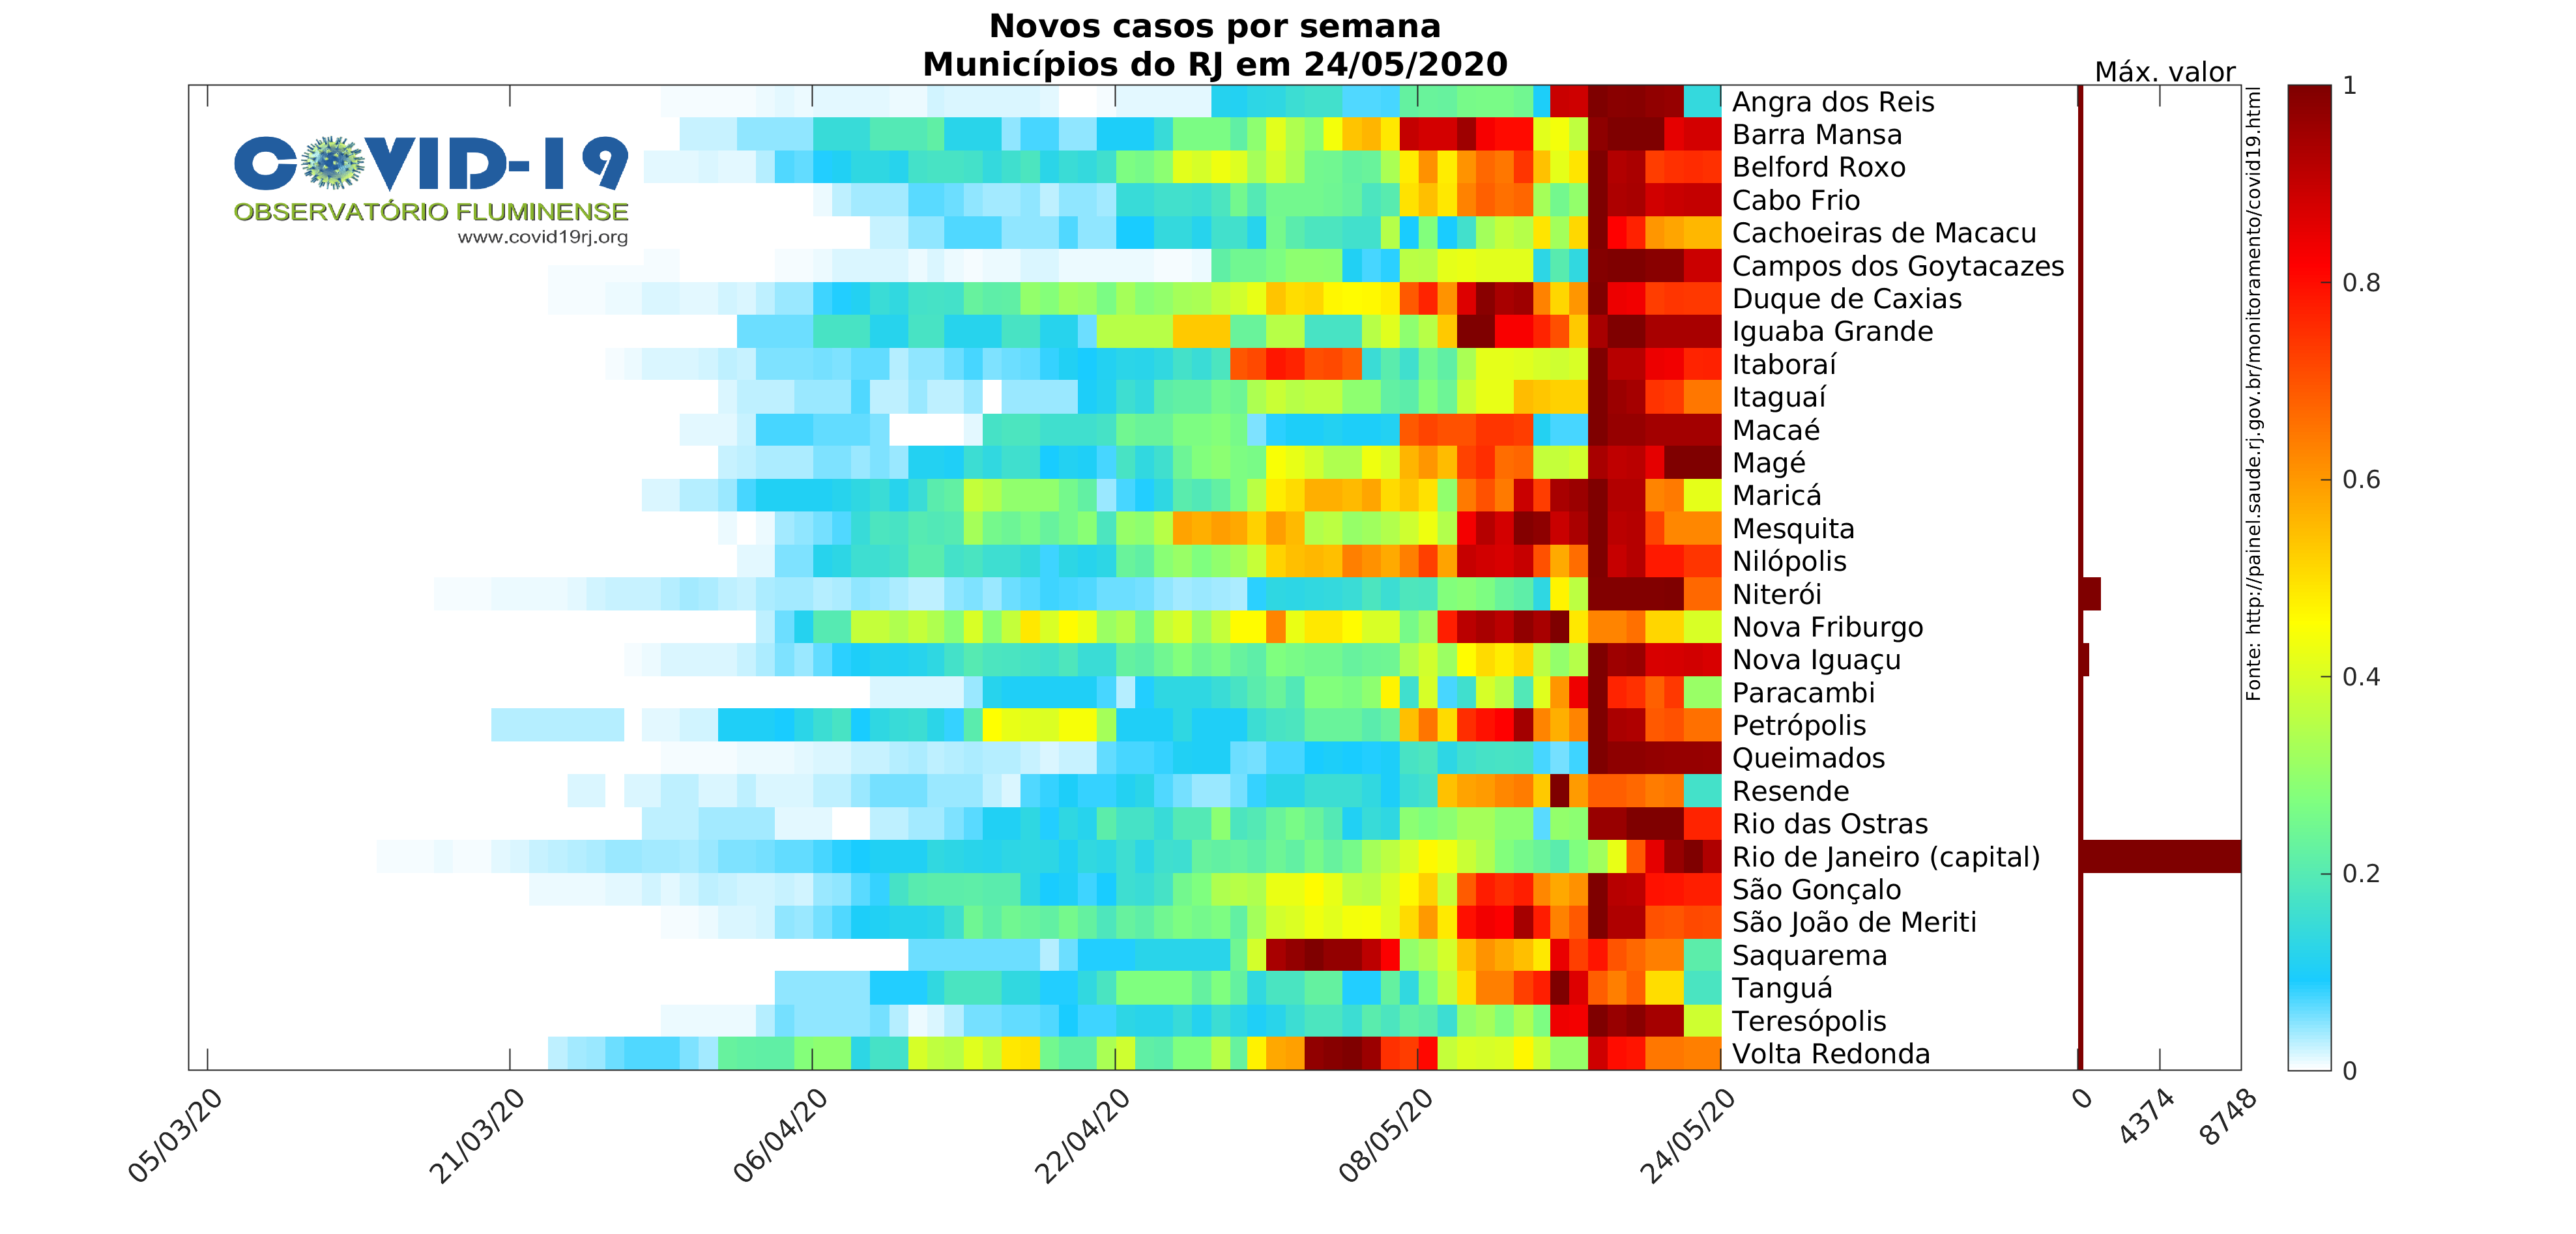 Novos casos por semana
Municípios do RJ em 24/05/2020
Máx. valor
COVID-19
OBSERVATÓRIO FLUMINENSE
www.covid19rj.org
Angra dos Reis
Barra Mansa
Belford Roxo
Cabo Frio
Cachoeiras de Macacu
Campos dos Goytacazes
Duque de Caxias
Iguaba Grande
Itaboraí
Itaguaí
Macaé
Magé
Maricá
Mesquita
Nilópolis
Niterói
Nova Friburgo
Nova Iguaçu
Paracambi
Petrópolis
Queimados
Resende
Rio das Ostras
Rio de Janeiro (capital)
São Gonçalo
São João de Meriti
Saquarema
Tanguá
Teresópolis
Volta Redonda
Fonte: http://painel.saude.rj.gov.br/monitoramento/covid19.html
1
0.8
0.6
0.4
0.2
0
05/03/20
21/03/20
06/04/20
22/04/20
08/05/20
24/05/20
0
4374
8748